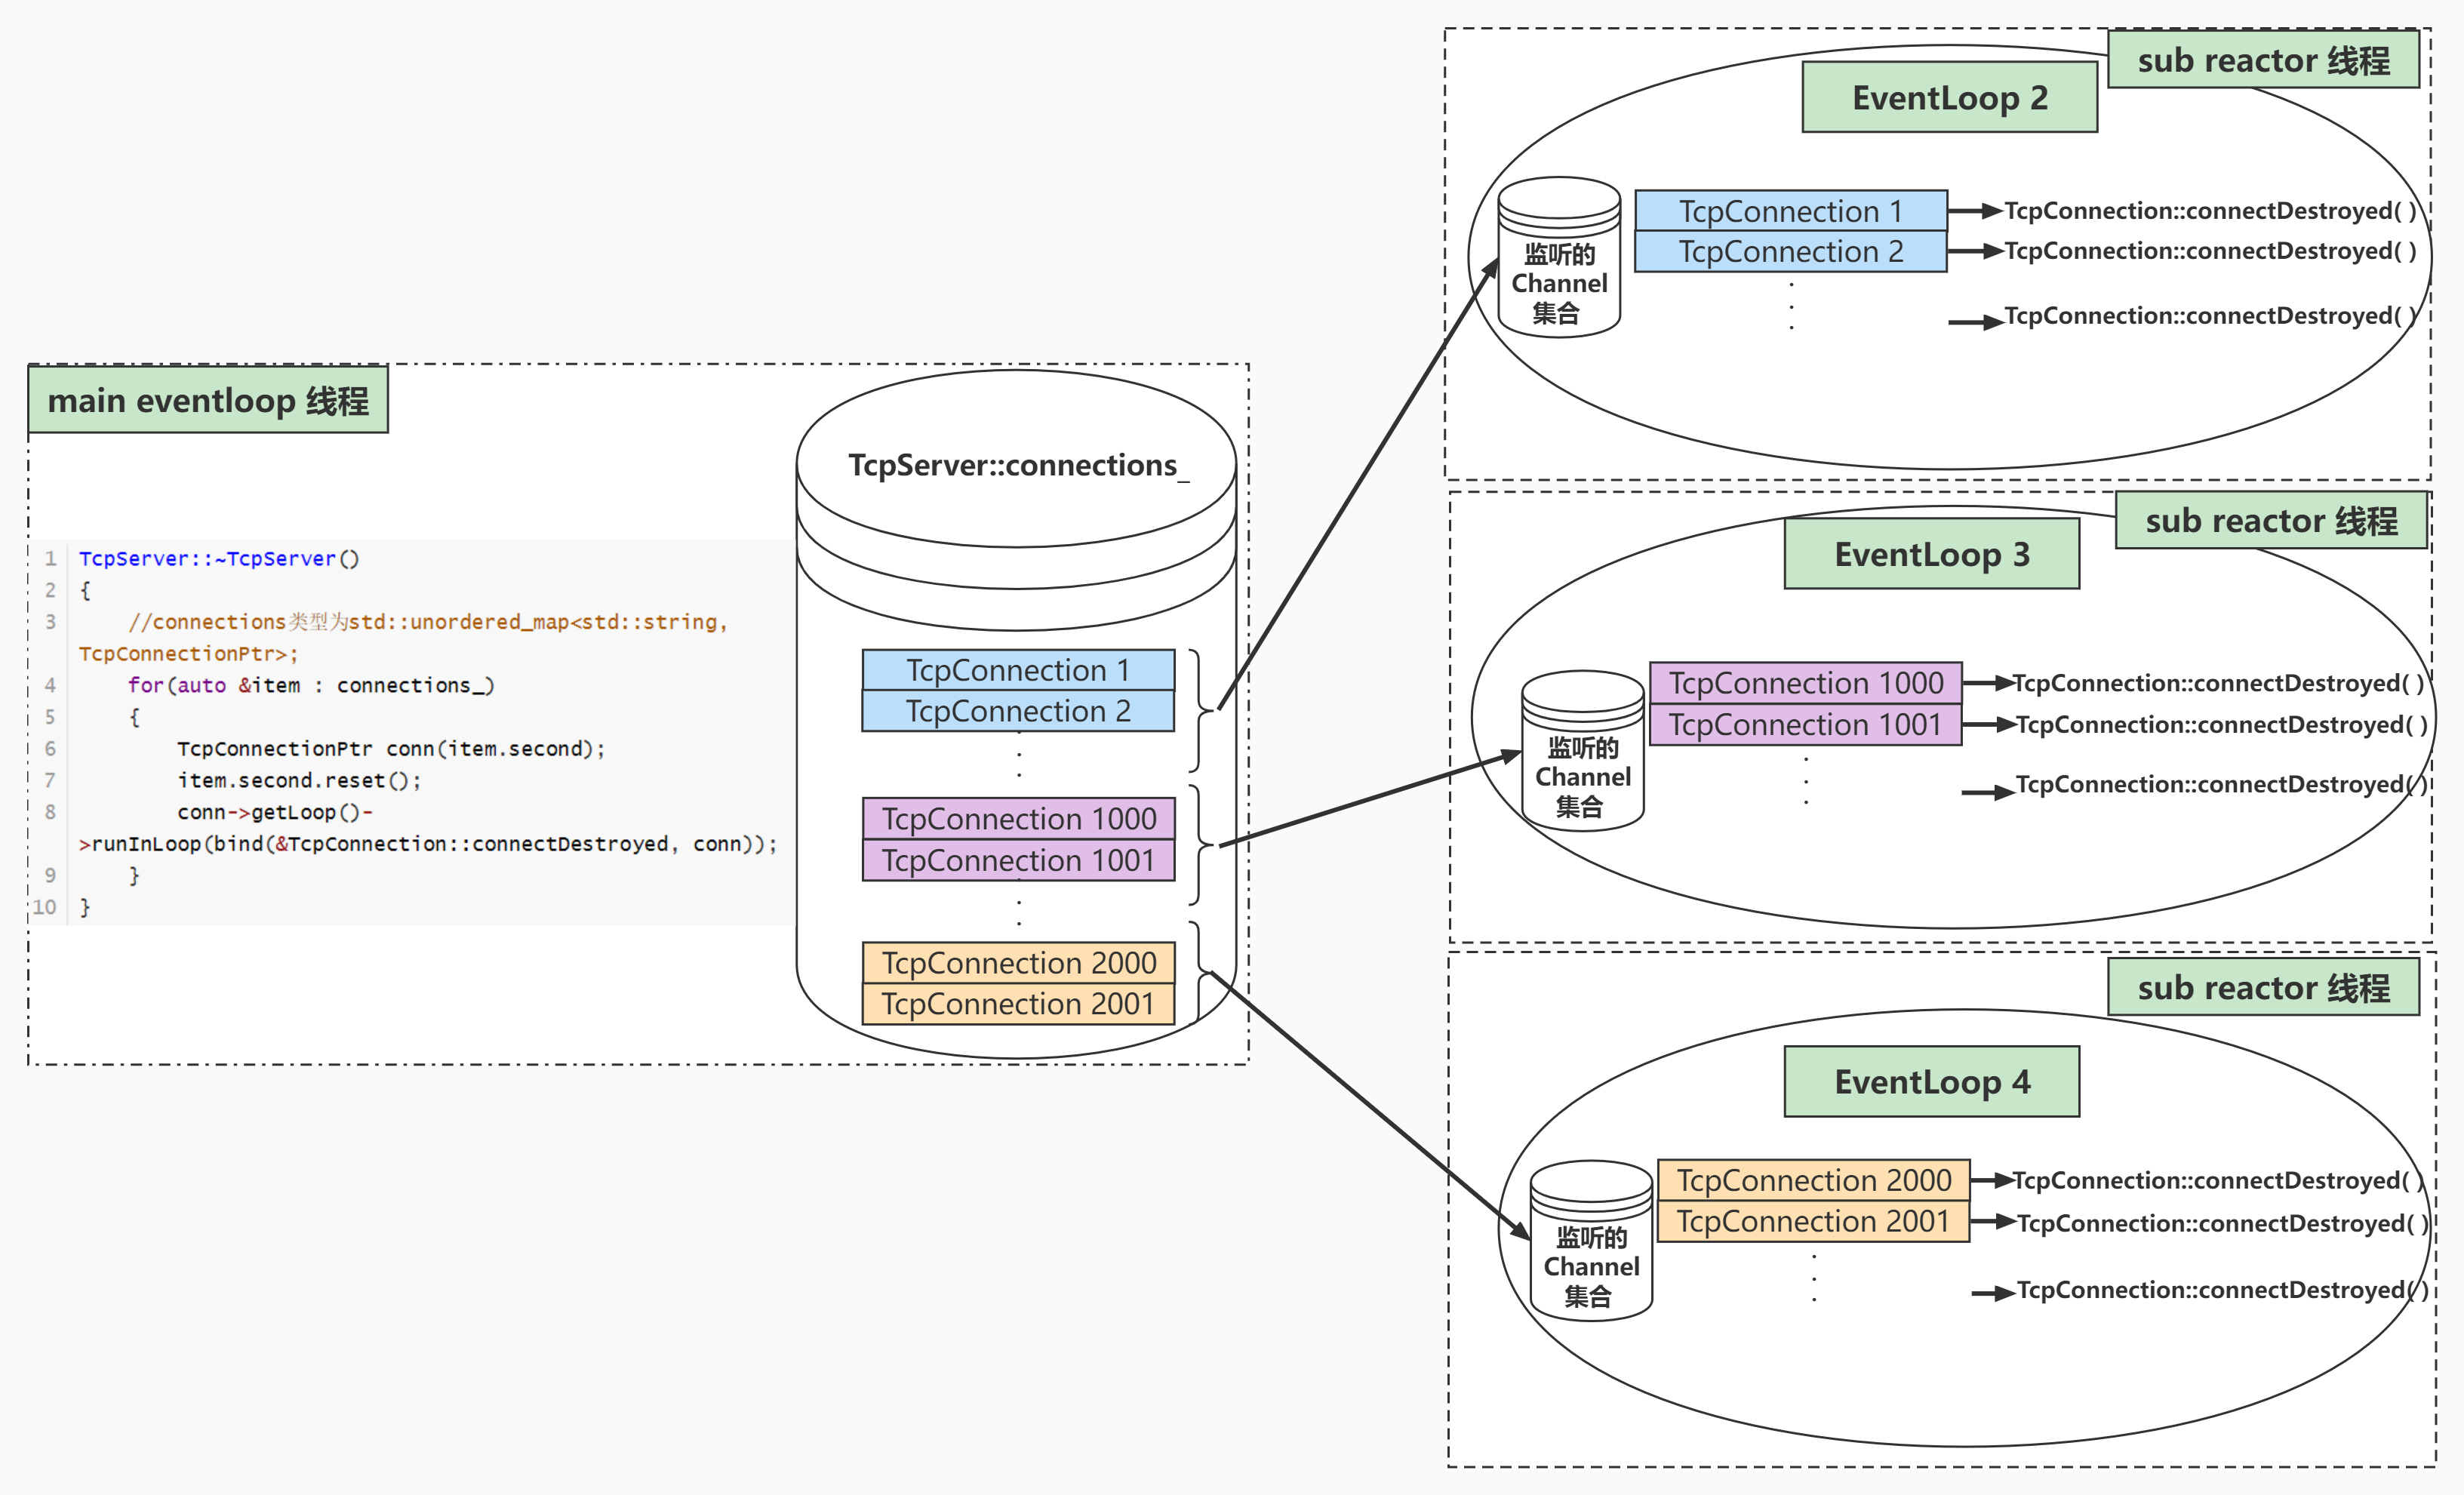 main eventloop 线程
1 TcpServer::~TcpServer()
2 {
3 //connections类型为std::unordered_map<std::string,
TcpConnectionPtr>;
4 for(auto &item : connections_)
5 {
6 TcpConnectionPtr conn(item.second);
7 item.second.reset();
8 conn->getLoop()-
>runInLoop(bind(&TcpConnection::connectDestroyed, conn));
9 }
10 }
TcpServer::connections_
TcpConnection 1
TcpConnection 2
TcpConnection 1000
TcpConnection 1001
TcpConnection 2000
TcpConnection 2001
sub reactor 线程
EventLoop 2
监听的
Channel
集合
TcpConnection 1
TcpConnection::connectDestroyed( )
TcpConnection 2
TcpConnection::connectDestroyed( )
TcpConnection::connectDestroyed( )
sub reactor 线程
EventLoop 3
监听的
Channel
集合
TcpConnection 1000
TcpConnection::connectDestroyed( )
TcpConnection 1001
TcpConnection::connectDestroyed( )
TcpConnection::connectDestroyed( )
sub reactor 线程
EventLoop 4
监听的
Channel
集合
TcpConnection 2000
TcpConnection::connectDestroyed( )
TcpConnection 2001
TcpConnection::connectDestroyed( )
TcpConnection::connectDestroyed( )